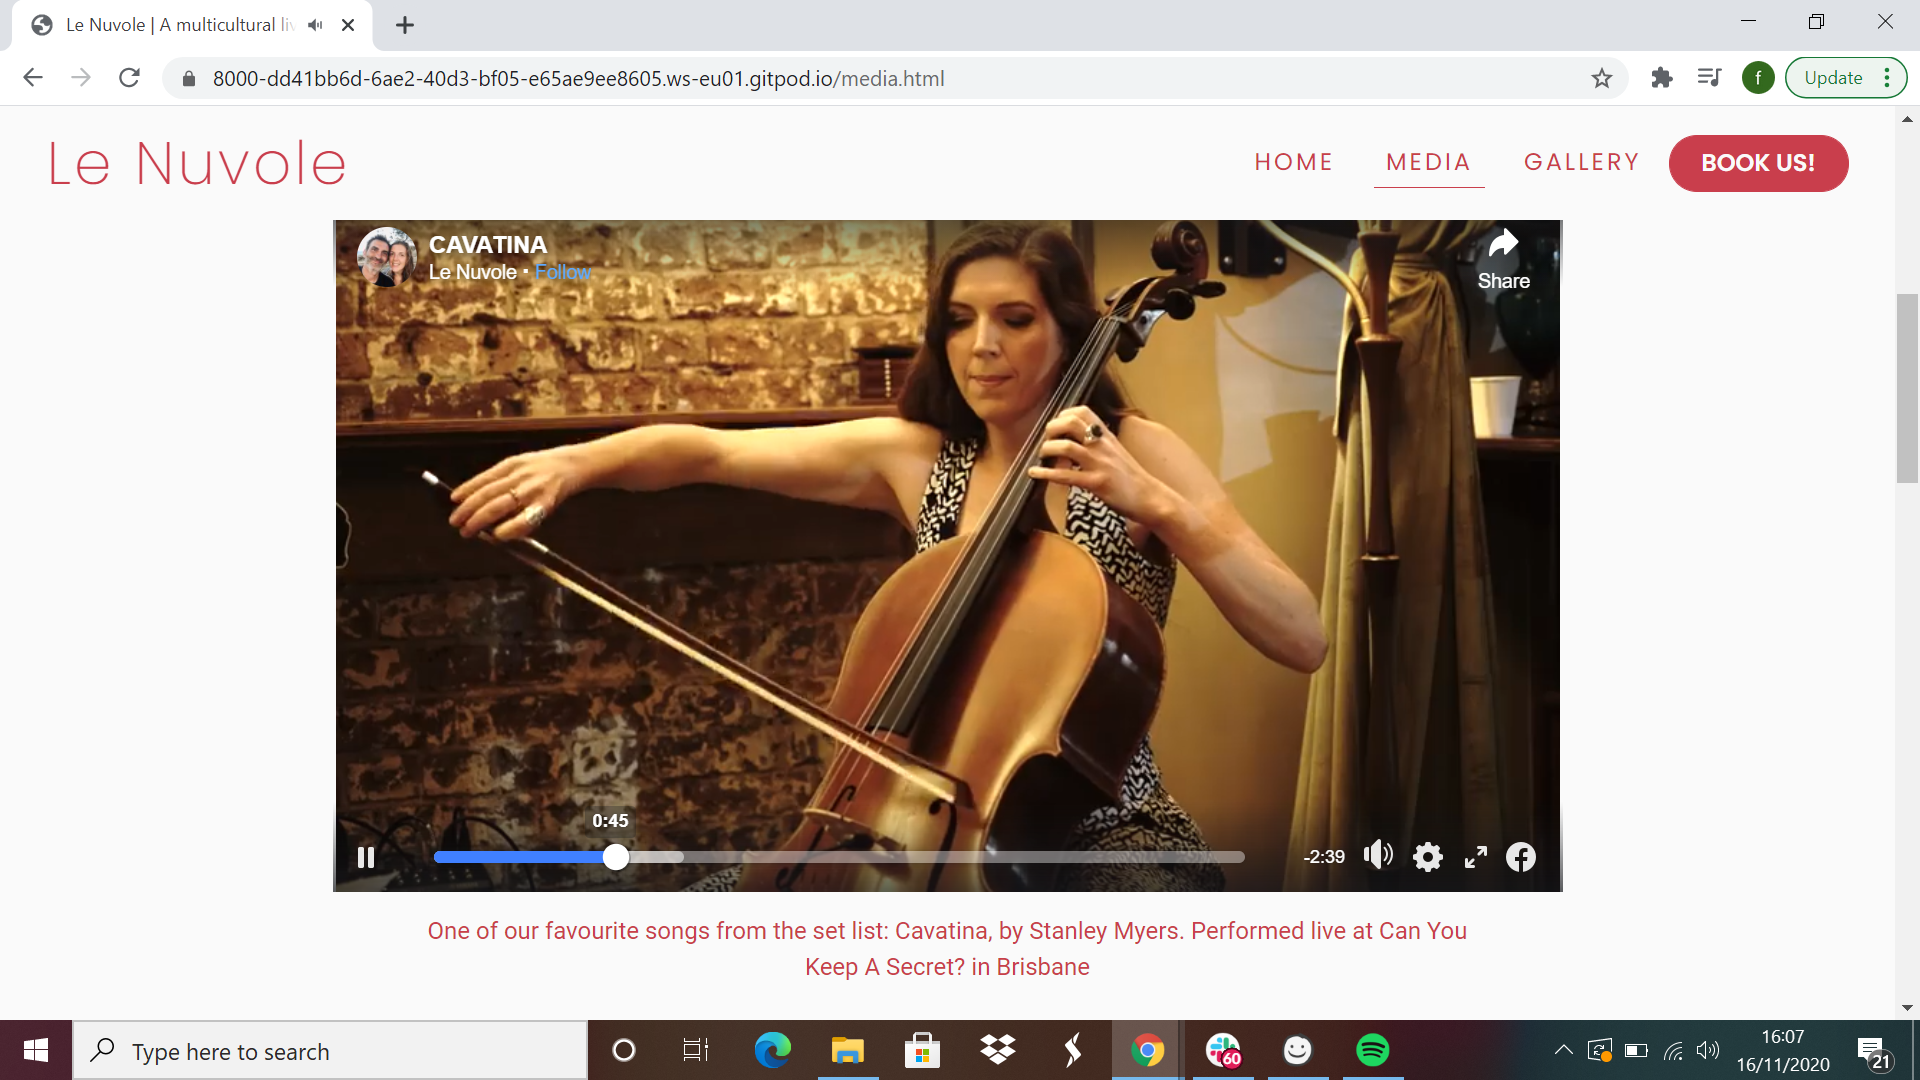 Le Nuvole | A multicultural li
8000-dd41bb6d-6ae2-40d3-bf05-e65ae9ee8605.ws-eu01.gitpod.io/media.html
f
Update
Le Nuvole
HOME
MEDIA
GALLERY
BOOK US!
CAVATINA
Le Nuvole · Follow
Share
0:45
-2:39
One of our favourite songs from the set list: Cavatina, by Stanley Myers. Performed live at Can You
Keep A Secret? in Brisbane
Type here to search
60
16:07
16/11/2020
21